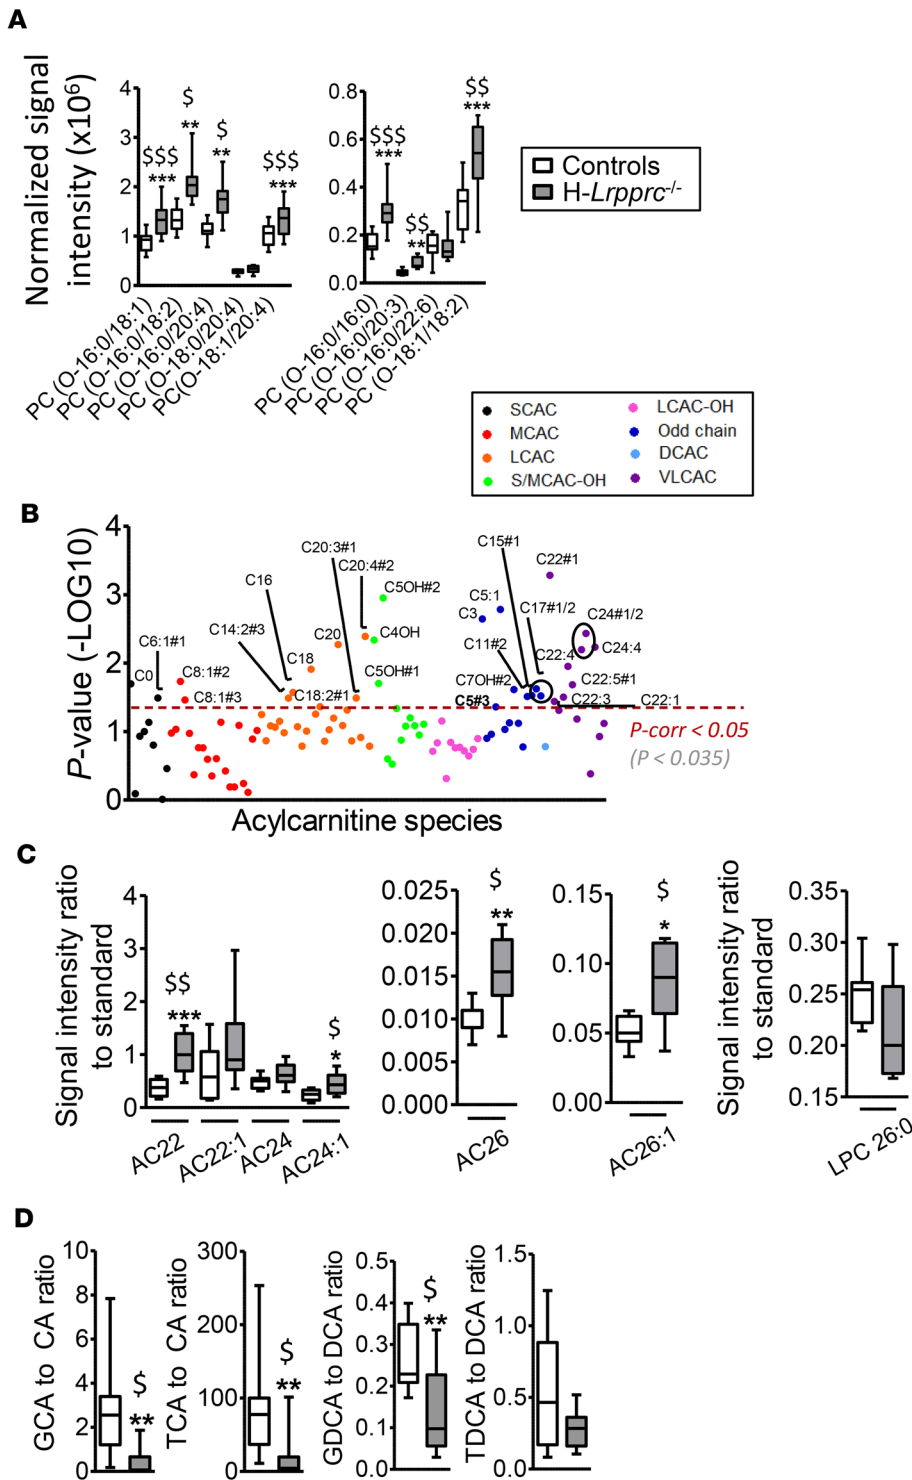 A
Normalized signal
intensity (x10⁶)
4
3
2
1
0
$$$
***
$
**
$
**
$$$
***
PC (O-16:0/18:1)
PC (O-16:0/18:2)
PC (O-16:0/20:4)
PC (O-18:0/20:4)
PC(O-18:1/20:4)
0.8
0.6
0.4
0.2
0.0
$$$
***
$$
**
$$
***
PC (O-16:0/16:0)
PC (O-16:0/20:3)
PC (O-16:0/22:6)
PC (O-18:1/18:2)
Controls
H-Lrpprc-/-
SCAC
MCAC
LCAC
S/MCAC-OH
LCAC-OH
Odd chain
DCAC
VLCAC
B
P-value (-LOG10)
4
3
2
1
0
C0
C6:1#1
C8:1#2
C8:1#3
C14:2#3
C16
C18
C18:2#1
C20
C20:3#1
C20:4#2
C5OH#2
C4OH
C5OH#1
C3
C5:1
C15#1
C11#2
C17#1/2
C7OH#2
C5#3
C22#1
C24#1/2
C22:4
C24:4
C22:5#1
C22:3
C22:1
P-corr < 0.05
(P < 0.035)
Acylcarnitine species
C
Signal intensity ratio
to standard
4
3
2
1
0
$$
***
$
*
AC22
AC22:1
AC24
AC24:1
0.025
0.020
0.015
0.010
0.005
0.000
$
**
AC26
0.15
0.10
0.05
0.00
$
*
AC26:1
Signal intensity ratio
to standard
0.35
0.30
0.25
0.20
0.15
LPC 26:0
D
GCA to CA ratio
10
8
6
4
2
0
$
**
TCA to CA ratio
300
200
100
0
$
**
GDCA to DCA ratio
0.5
0.4
0.3
0.2
0.1
0.0
$
**
TDCA to DCA ratio
1.5
1.0
0.5
0.0